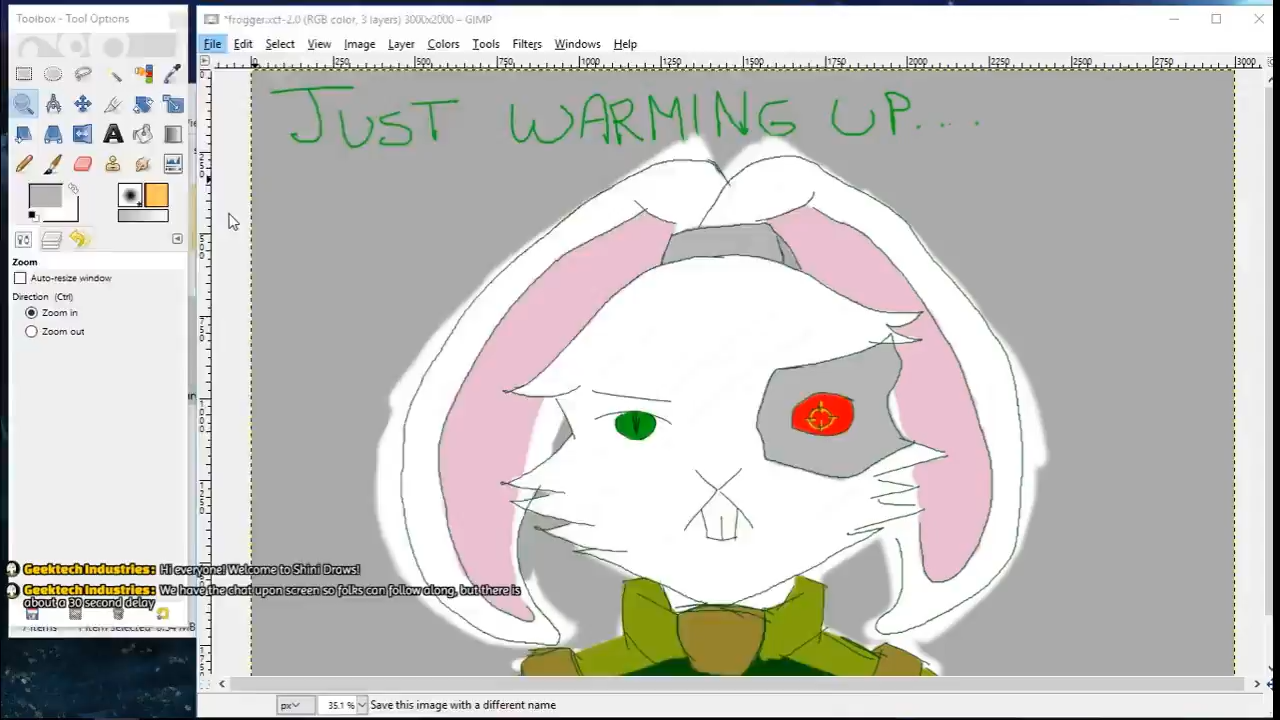 Toolbox - Tool Options
*frogger.xct-2.0 (RGB color, 3 layers) 3000x2000 – GIMP
File Edit Select View Image Layer Colors Tools Filters Windows Help
0 250 500 750 1000 1250 1500 1750 2000 2250 2500 2750 3000
JUST WARMING UP....
Zoom
Auto-resize window
Direction (Ctrl)
Zoom in
Zoom out
Geektech Industries: Hi everyone! Welcome to Shini Draws!
Geektech Industries: We have the chat upon screen so folks can follow along, but there is
about a 30 second delay
px 35.1 % Save this image with a different name